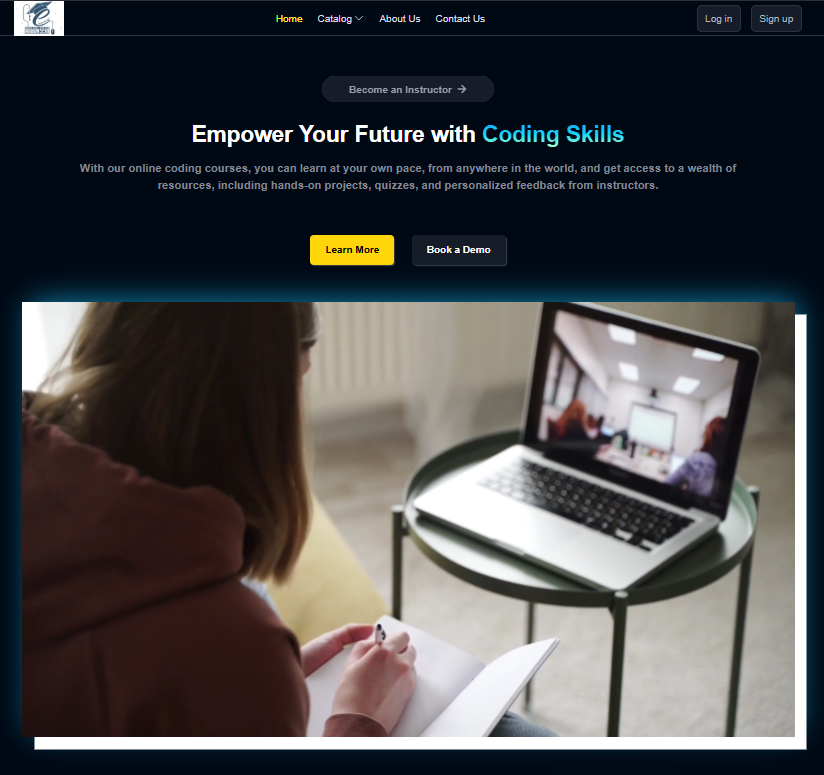 Home Catalog About Us Contact Us Log in Sign up
Become an Instructor →
Empower Your Future with Coding Skills
With our online coding courses, you can learn at your own pace, from anywhere in the world, and get access to a wealth of
resources, including hands-on projects, quizzes, and personalized feedback from instructors.
Learn More Book a Demo